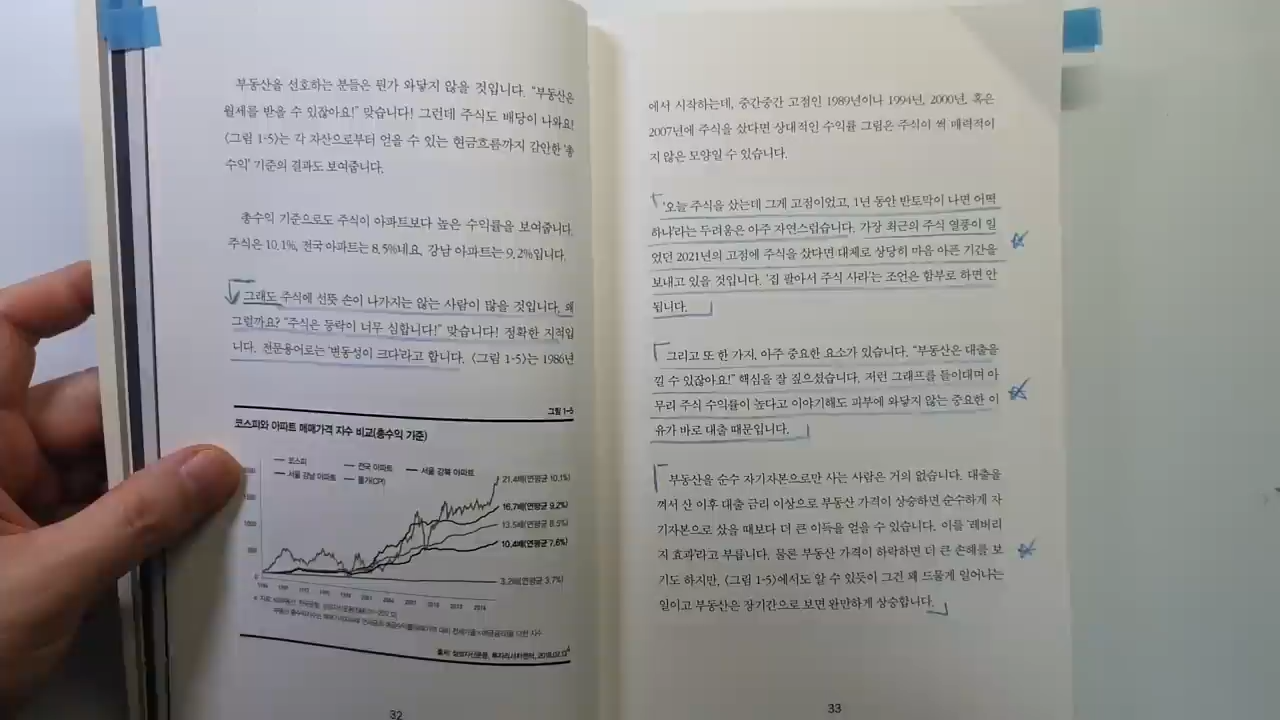 부동산을 선호하는 분들은 뭔가 와닿지 않을 것입니다. “부동산은
월세를 받을 수 있잖아요!” 맞습니다! 그런데 주식도 배당이 나와요!
〈그림 1-5〉는 각 자산으로부터 얻을 수 있는 현금흐름까지 감안한 ‘총
수익’ 기준의 결과도 보여줍니다.
총수익 기준으로도 주식이 아파트보다 높은 수익률을 보여줍니다.
주식은 10.1%, 전국 아파트는 8.5%네요. 강남 아파트는 9.2%입니다.
그래도 주식에 선뜻 손이 나가지는 않는 사람이 많을 것입니다. 왜
그럴까요? “주식은 등락이 너무 심합니다!” 맞습니다! 정확한 지적입
니다. 전문용어로는 ‘변동성이 크다’라고 합니다. 〈그림 1-5〉는 1986년
그림 1-5
코스피와 아파트 매매가격 지수 비교(총수익 기준)
코스피 전국 아파트 서울 강북 아파트
서울 강남 아파트 물가(CPI)
21.4배(연평균 10.1%)
16.7배(연평균 9.2%)
13.5배(연평균 8.5%)
10.4배(연평균 7.6%)
3.2배(연평균 3.7%)
출처: 삼성자산운용, 투자리서치센터, 2018.02.13
32
에서 시작하는데, 중간중간 고점인 1989년이나 1994년, 2000년, 혹은
2007년에 주식을 샀다면 상대적인 수익률 그림은 주식이 썩 매력적이
지 않은 모양일 수 있습니다.
‘오늘 주식을 샀는데 그게 고점이었고, 1년 동안 반토막이 나면 어떡
하나’라는 두려움은 아주 자연스럽습니다. 가장 최근의 주식 열풍이 일
었던 2021년의 고점에 주식을 샀다면 대체로 상당히 마음 아픈 기간을
보내고 있을 것입니다. ‘집 팔아서 주식 사라’는 조언은 함부로 하면 안
됩니다.
그리고 또 한 가지, 아주 중요한 요소가 있습니다. “부동산은 대출을
낄 수 있잖아요!” 핵심을 잘 짚으셨습니다. 저런 그래프를 들이대며 아
무리 주식 수익률이 높다고 이야기해도 피부에 와닿지 않는 중요한 이
유가 바로 대출 때문입니다.
부동산을 순수 자기자본으로만 사는 사람은 거의 없습니다. 대출을
껴서 산 이후 대출 금리 이상으로 부동산 가격이 상승하면 순수하게 자
기자본으로 샀을 때보다 더 큰 이득을 얻을 수 있습니다. 이를 ‘레버리
지 효과’라고 부릅니다. 물론 부동산 가격이 하락하면 더 큰 손해를 보
기도 하지만, 〈그림 1-5〉에서도 알 수 있듯이 그건 꽤 드물게 일어나는
일이고 부동산은 장기간으로 보면 완만하게 상승합니다.
33